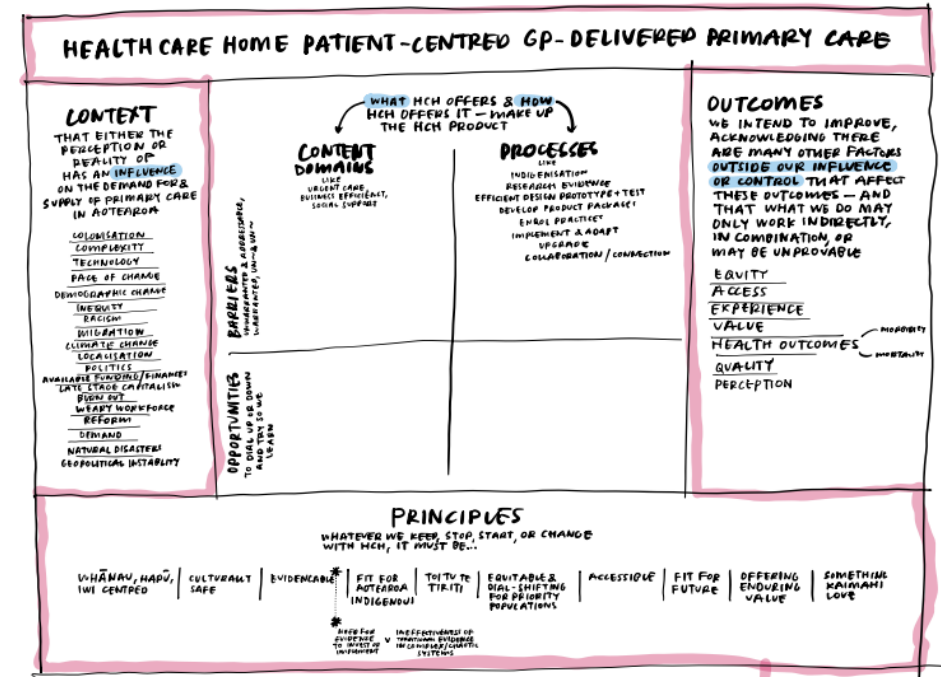 HEALTH CARE HOME PATIENT-CENTRED GP-DELIVERED PRIMARY CARE
CONTEXT
THAT EITHER THE
PERCEPTION OR
REALITY OF
HAS AN INFLUENCE
ON THE DEMAND FOR &
SUPPLY OF PRIMARY CARE
IN AOTEAROA
COLONISATION
COMPLEXITY
TECHNOLOGY
PACE OF CHANGE
DEMOGRAPHIC CHANGE
INEQUITY
RACISM
MIGRATION
CLIMATE CHANGE
LOCALISATION
POLITICS
AVAILABLE FUNDING/FINANCES
LATE STAGE CAPITALISM
BURN OUT
WEARY WORKFORCE
REFORM
DEMAND
NATURAL DISASTERS
GEOPOLITICAL INSTABLITY
WHAT HCH OFFERS & HOW
HCH OFFERS IT — MAKE UP
THE HCH PRODUCT
CONTENT
DOMAINS
LIKE
URGENT CARE,
BUSINESS EFFICIENCY,
SOCIAL SUPPORT
PROCESSES
LIKE
INDIGENISATION
RESEARCH EVIDENCE
EFFICIENT DESIGN PROTOTYPE + TEST
DEVELOP PRODUCT PACKAGES
ENROL PRACTICES
IMPLEMENT & ADAPT
UPGRADE
COLLABORATION / CONNECTION
BARRIERS
OPPORTUNITIES
TO DIAL UP OR DOWN
AND TRY SO WE
LEARN
OUTCOMES
WE INTEND TO IMPROVE,
ACKNOWLEDGING THERE
ARE MANY OTHER FACTORS
OUTSIDE OUR INFLUENCE
OR CONTROL THAT AFFECT
THESE OUTCOMES — AND
THAT WHAT WE DO MAY
ONLY WORK INDIRECTLY,
IN COMBINATION, OR
MAY BE UNPROVABLE
EQUITY
ACCESS
EXPERIENCE
VALUE
HEALTH OUTCOMES
MORBIDITY
MORTALITY
QUALITY
PERCEPTION
PRINCIPLES
WHATEVER WE KEEP, STOP, START, OR CHANGE
WITH HCH, IT MUST BE...
WHĀNAU, HAPŪ,
IWI CENTRED
CULTURALLY
SAFE
EVIDENCABLE*
FIT FOR
AOTEAROA
INDIGENOUS
TOITU TE
TIRITI
EQUITABLE &
DIAL-SHIFTING
FOR PRIORITY
POPULATIONS
ACCESSIBLE
FIT FOR
FUTURE
OFFERING
ENDURING
VALUE
SOMETHING
KAIMAHI
LOVE
*
NEED FOR
EVIDENCE
TO INVEST OR
IMPLEMENT
V
INEFFECTIVENESS OF
EVIDENCE
IN COMPLEX/CHAOTIC
SYSTEMS